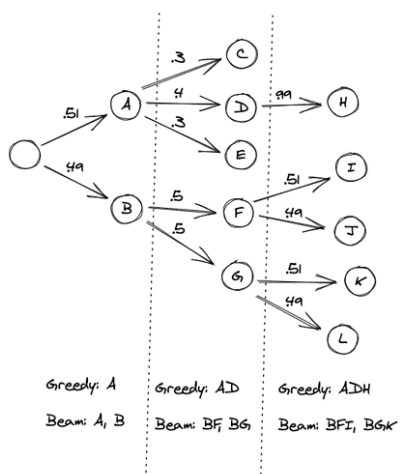 .3
C
.51
A
.4
D
.99
H
.3
E
.49
B
.5
F
.51
I
.49
J
.5
G
.51
K
.49
L
Greedy: A
Greedy: AD
Greedy: ADH
Beam: A, B
Beam: BF, BG
Beam: BFI, BGK